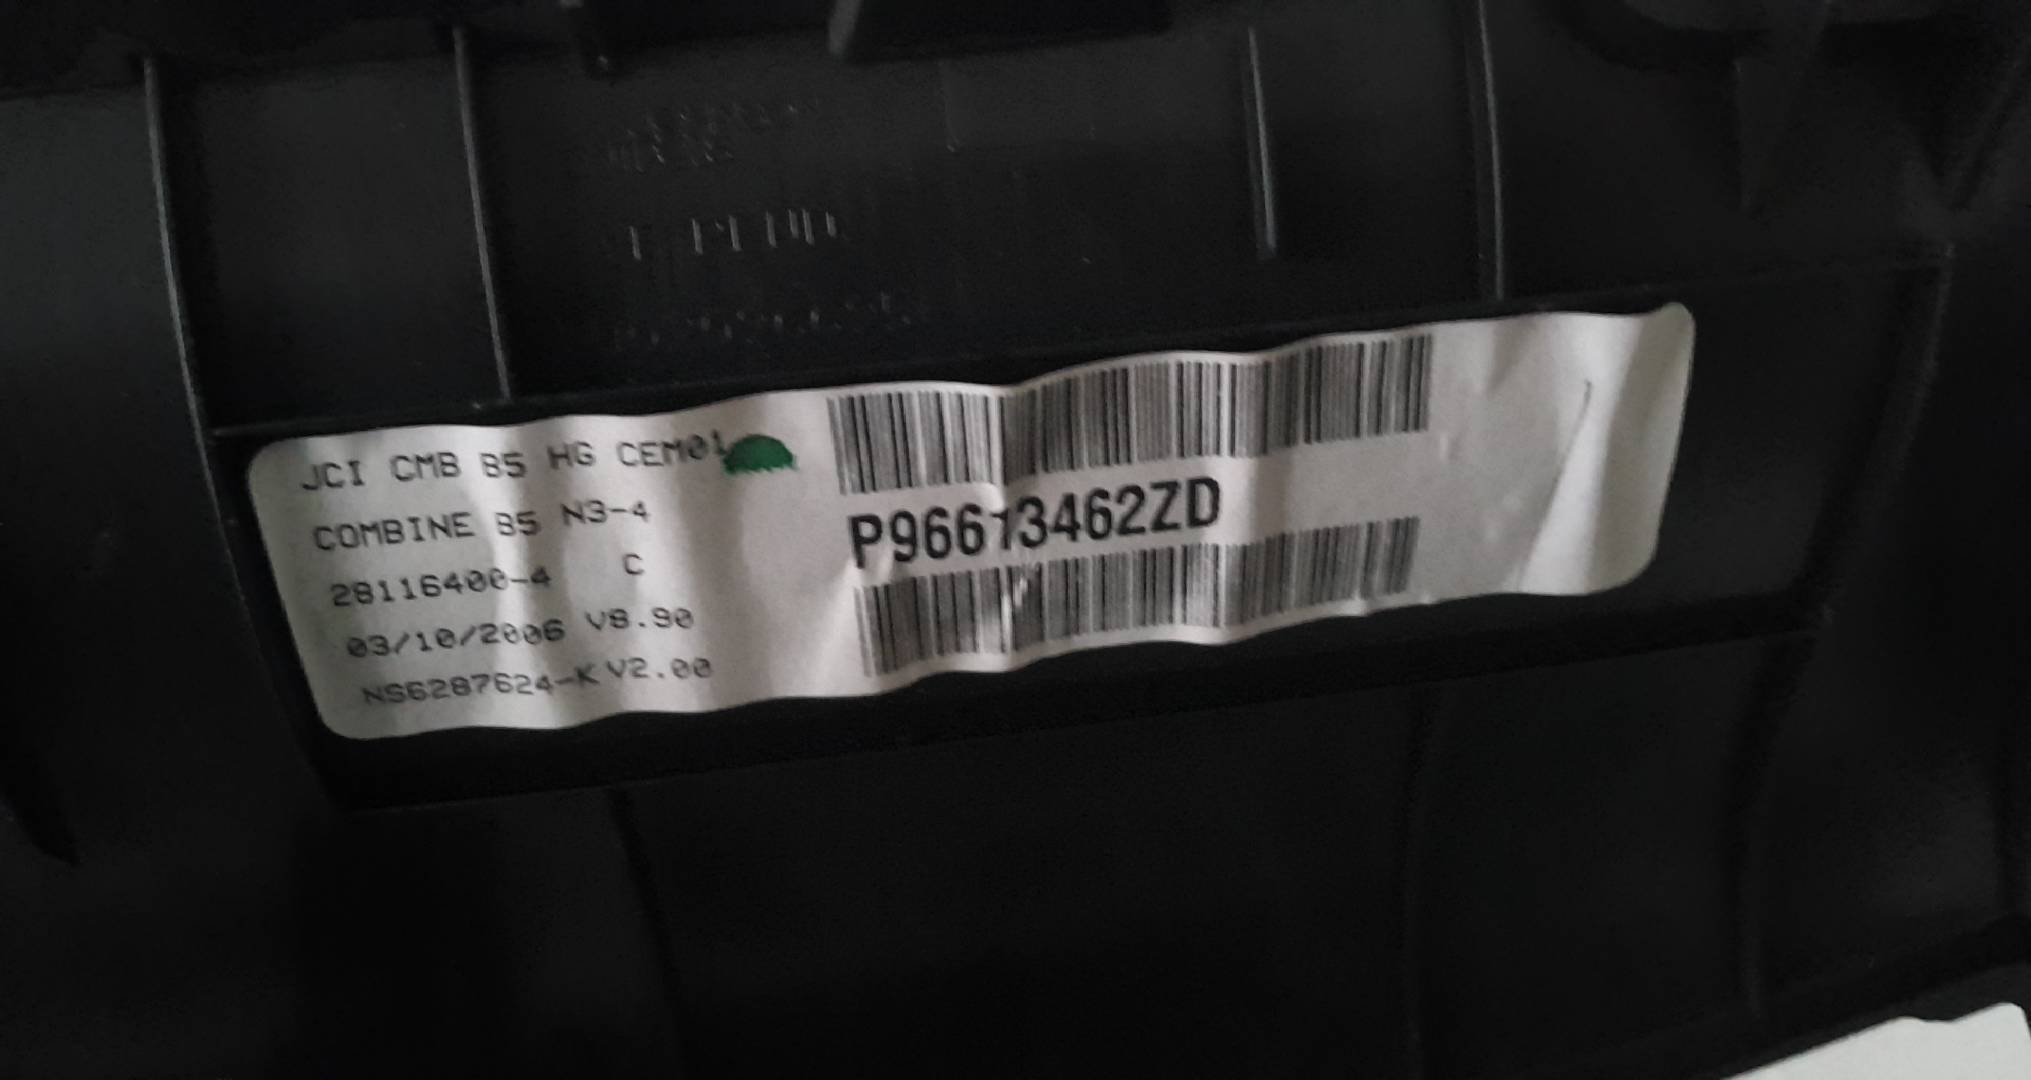 JCI CMB B5 HG CEM01
COMBINE B5 N3-4
28116400-4 C
03/10/2006 V8.90
NS6287624-K V2.00
P96613462ZD